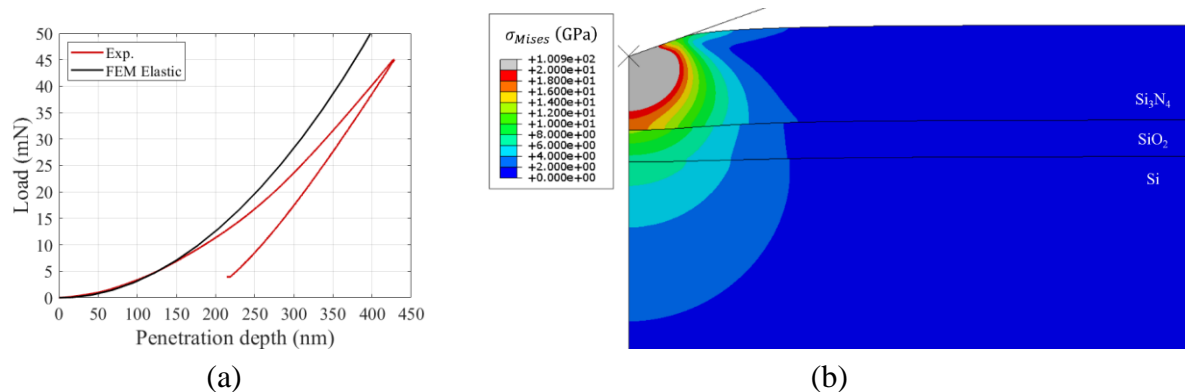 50
45
40
35
30
25
20
15
10
5
0
Load (mN)
Exp.
FEM Elastic
0 50 100 150 200 250 300 350 400 450
Penetration depth (nm)
(a)
σMises (GPa)
+1.009e+02
+2.000e+01
+1.800e+01
+1.600e+01
+1.400e+01
+1.200e+01
+1.000e+01
+8.000e+00
+6.000e+00
+4.000e+00
+2.000e+00
+0.000e+00
Si₃N₄
SiO₂
Si
(b)